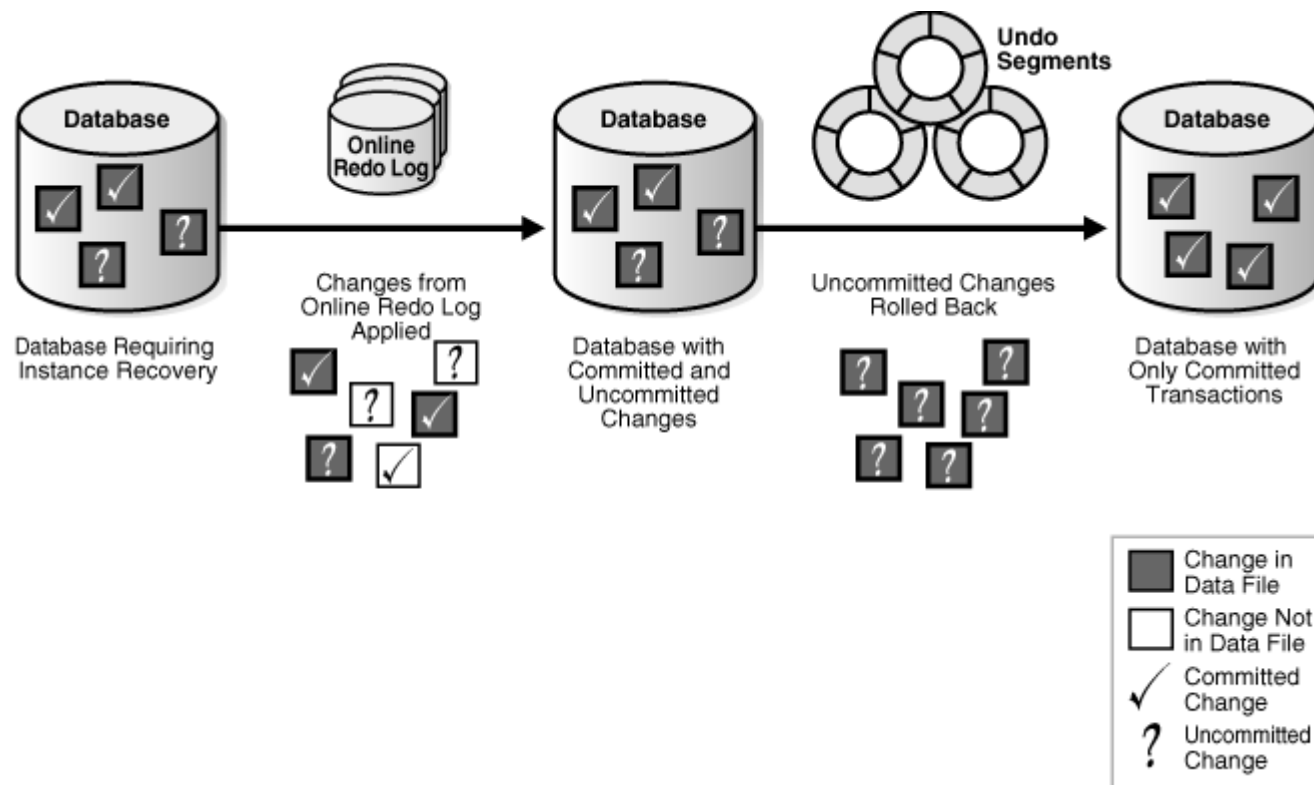 Undo
Segments
Database
Online
Redo Log
Database
Database
Changes from
Online Redo Log
Applied
Uncommitted Changes
Rolled Back
Database Requiring
Instance Recovery
Database with
Committed and
Uncommitted
Changes
Database with
Only Committed
Transactions
Change in
Data File
Change Not
in Data File
Committed
Change
Uncommitted
Change